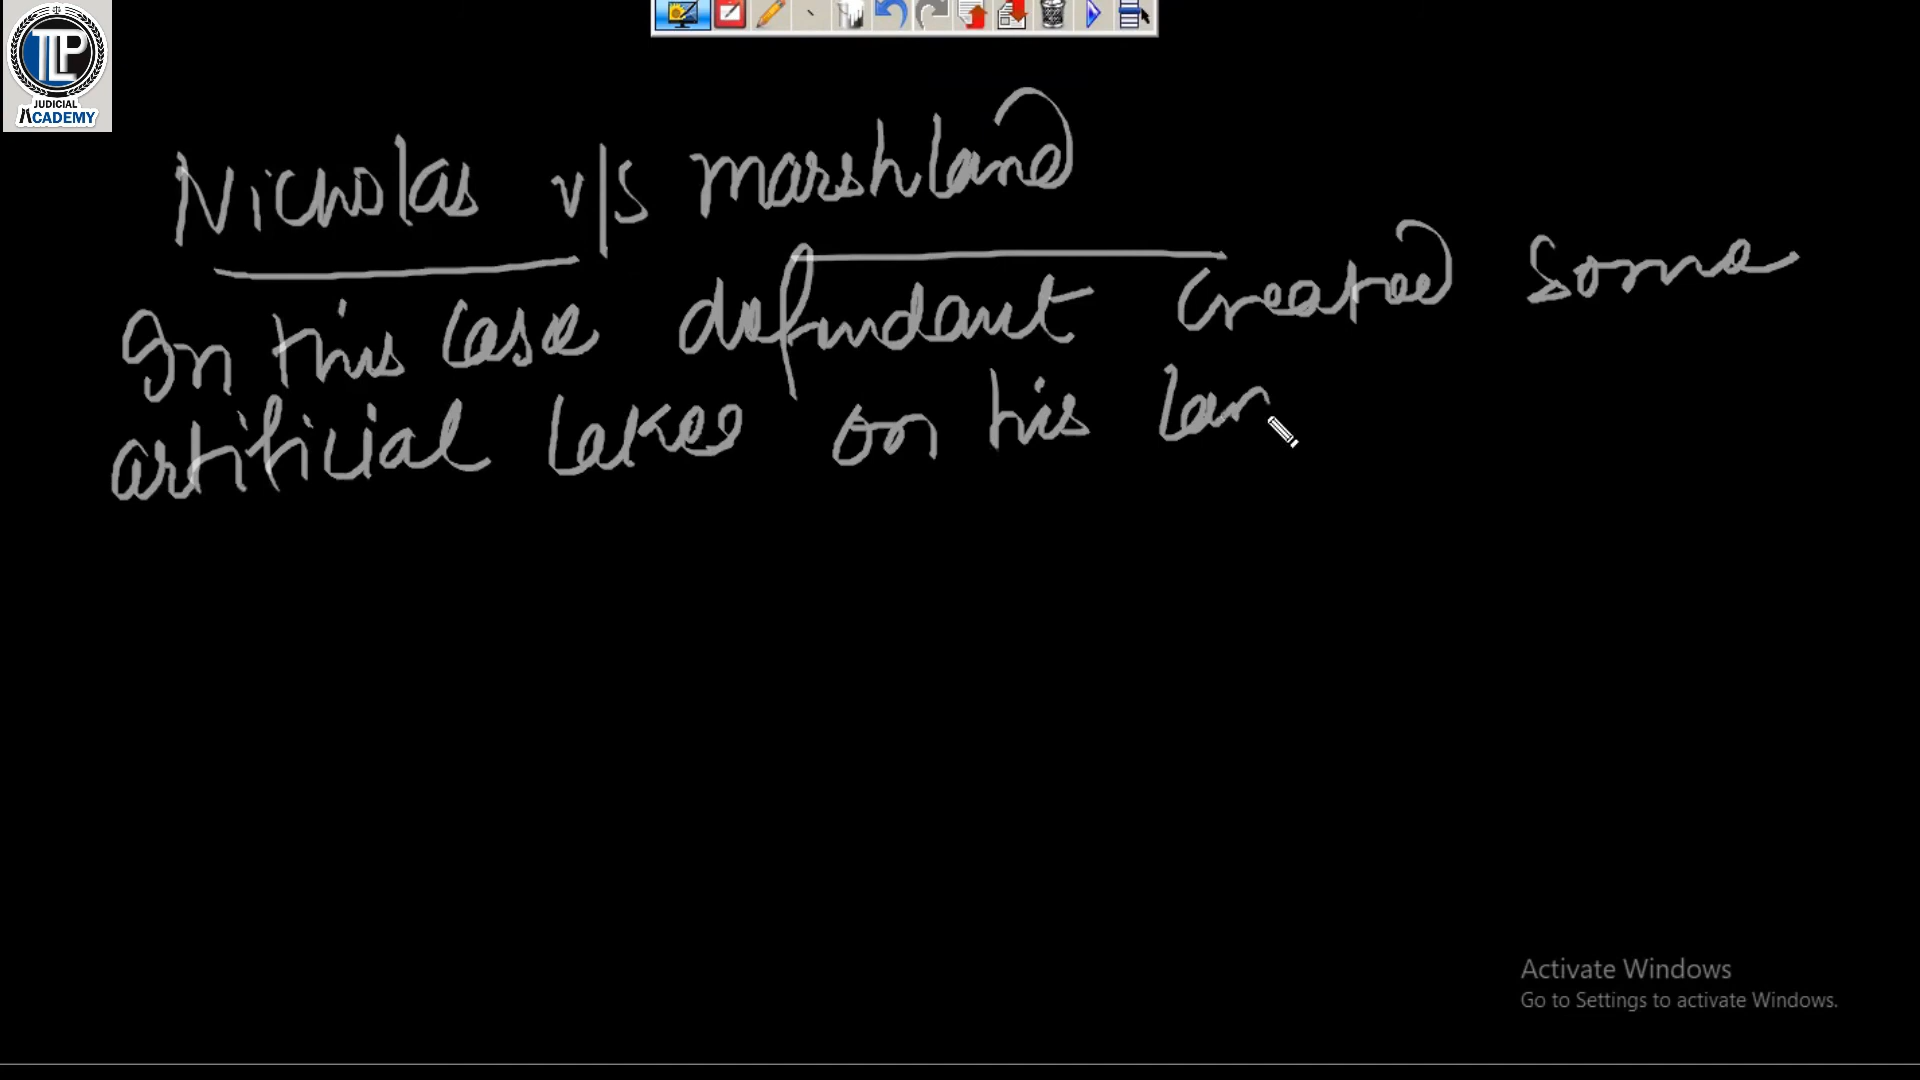 TLP
JUDICIAL
ACADEMY
Nicholas v/s marshland
In this case defendant created some
artificial lakes on his lan
Activate Windows
Go to Settings to activate Windows.